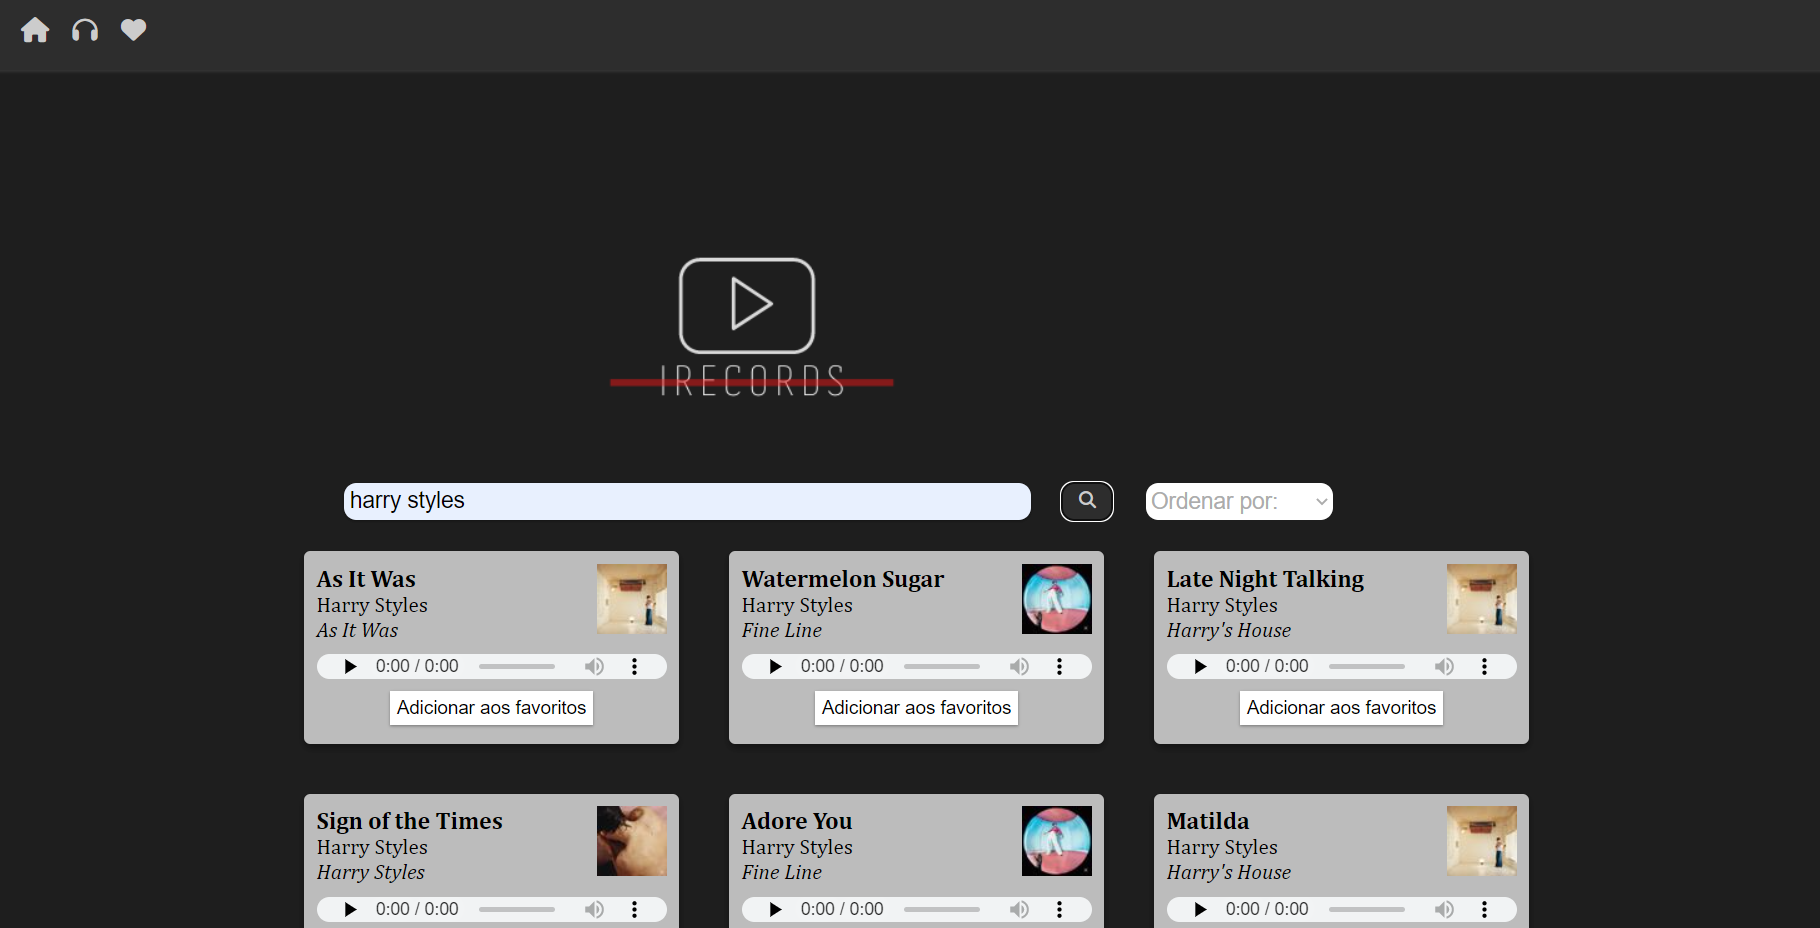 IRECORDS
harry styles
Ordenar por:
As It Was
Harry Styles
As It Was
0:00 / 0:00
Adicionar aos favoritos
Watermelon Sugar
Harry Styles
Fine Line
0:00 / 0:00
Adicionar aos favoritos
Late Night Talking
Harry Styles
Harry's House
0:00 / 0:00
Adicionar aos favoritos
Sign of the Times
Harry Styles
Harry Styles
0:00 / 0:00
Adore You
Harry Styles
Fine Line
0:00 / 0:00
Matilda
Harry Styles
Harry's House
0:00 / 0:00